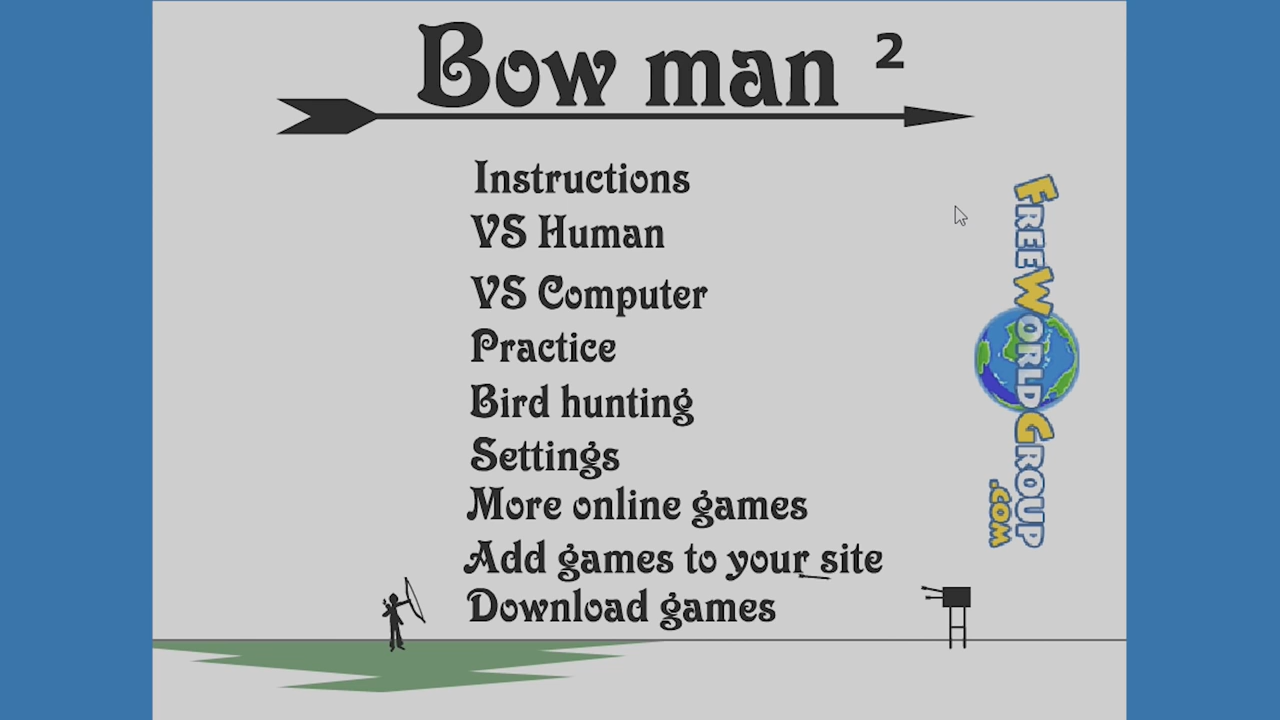 Bow man 2
Instructions
VS Human
VS Computer
Practice
Bird hunting
Settings
More online games
Add games to your site
Download games
FREEWORLDGROUP
.COM